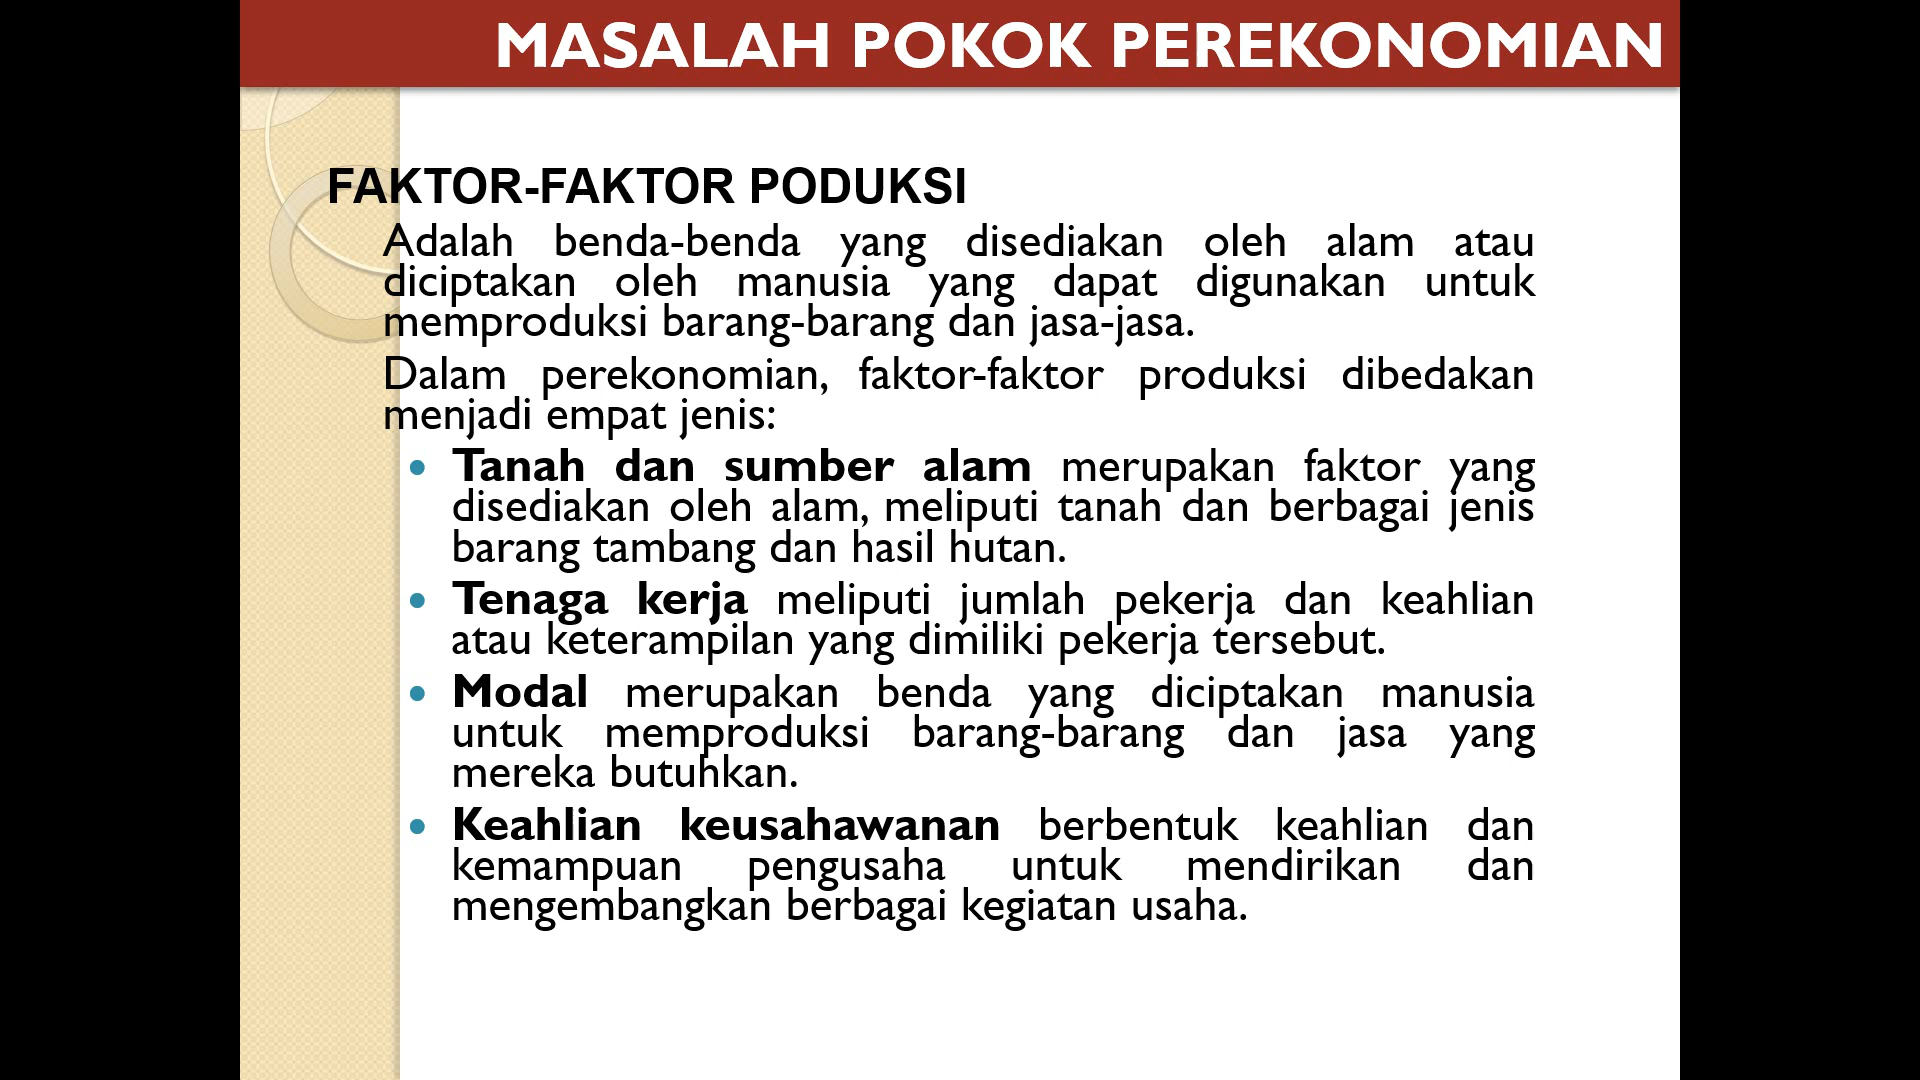 MASALAH POKOK PEREKONOMIAN
FAKTOR-FAKTOR PODUKSI
Adalah benda-benda yang disediakan oleh alam atau
diciptakan oleh manusia yang dapat digunakan untuk
memproduksi barang-barang dan jasa-jasa.
Dalam perekonomian, faktor-faktor produksi dibedakan
menjadi empat jenis:
• Tanah dan sumber alam merupakan faktor yang
disediakan oleh alam, meliputi tanah dan berbagai jenis
barang tambang dan hasil hutan.
• Tenaga kerja meliputi jumlah pekerja dan keahlian
atau keterampilan yang dimiliki pekerja tersebut.
• Modal merupakan benda yang diciptakan manusia
untuk memproduksi barang-barang dan jasa yang
mereka butuhkan.
• Keahlian keusahawanan berbentuk keahlian dan
kemampuan pengusaha untuk mendirikan dan
mengembangkan berbagai kegiatan usaha.